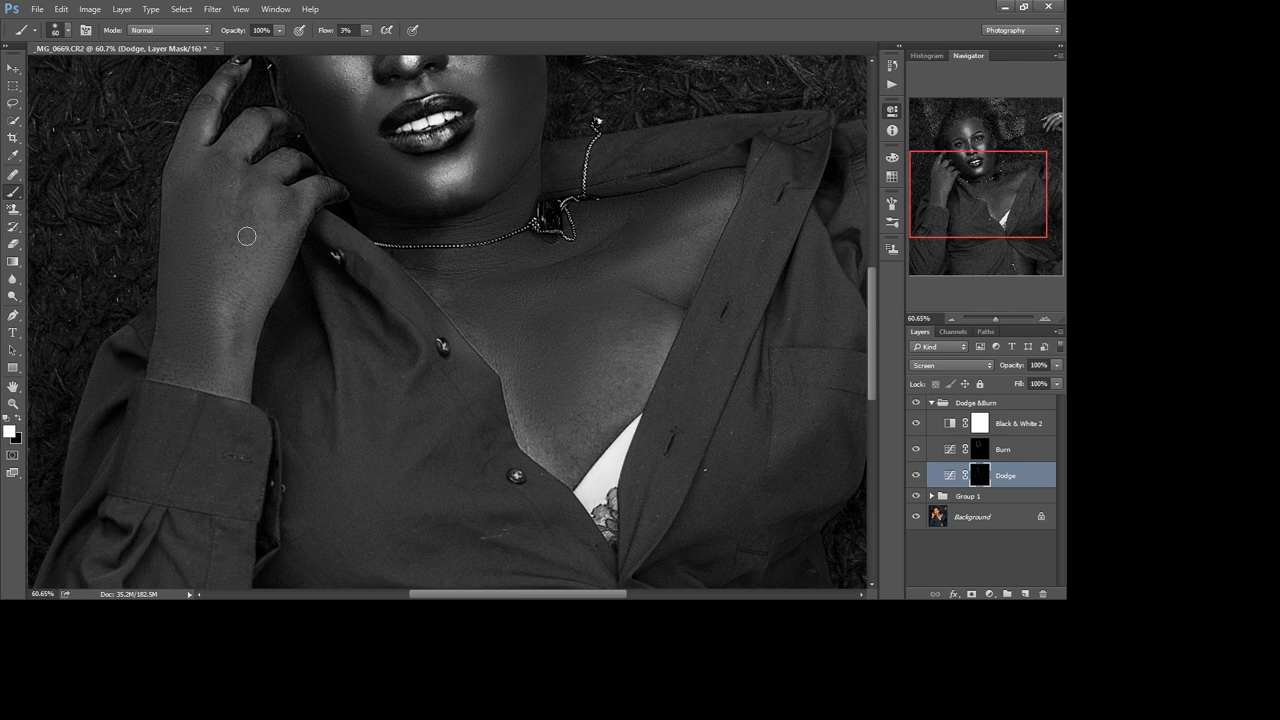 Ps File Edit Image Layer Type Select Filter View Window Help
60 Mode: Normal Opacity: 100% Flow: 3% Photography
_MG_0669.CR2 @ 60.7% (Dodge, Layer Mask/16) * ×
Histogram Navigator
60.65%
Layers Channels Paths
Kind T
Screen Opacity: 100%
Lock: Fill: 100%
Dodge &Burn
Black & White 2
Burn
Dodge
Group 1
Background
60.65% Doc: 35.2M/182.5M
fx